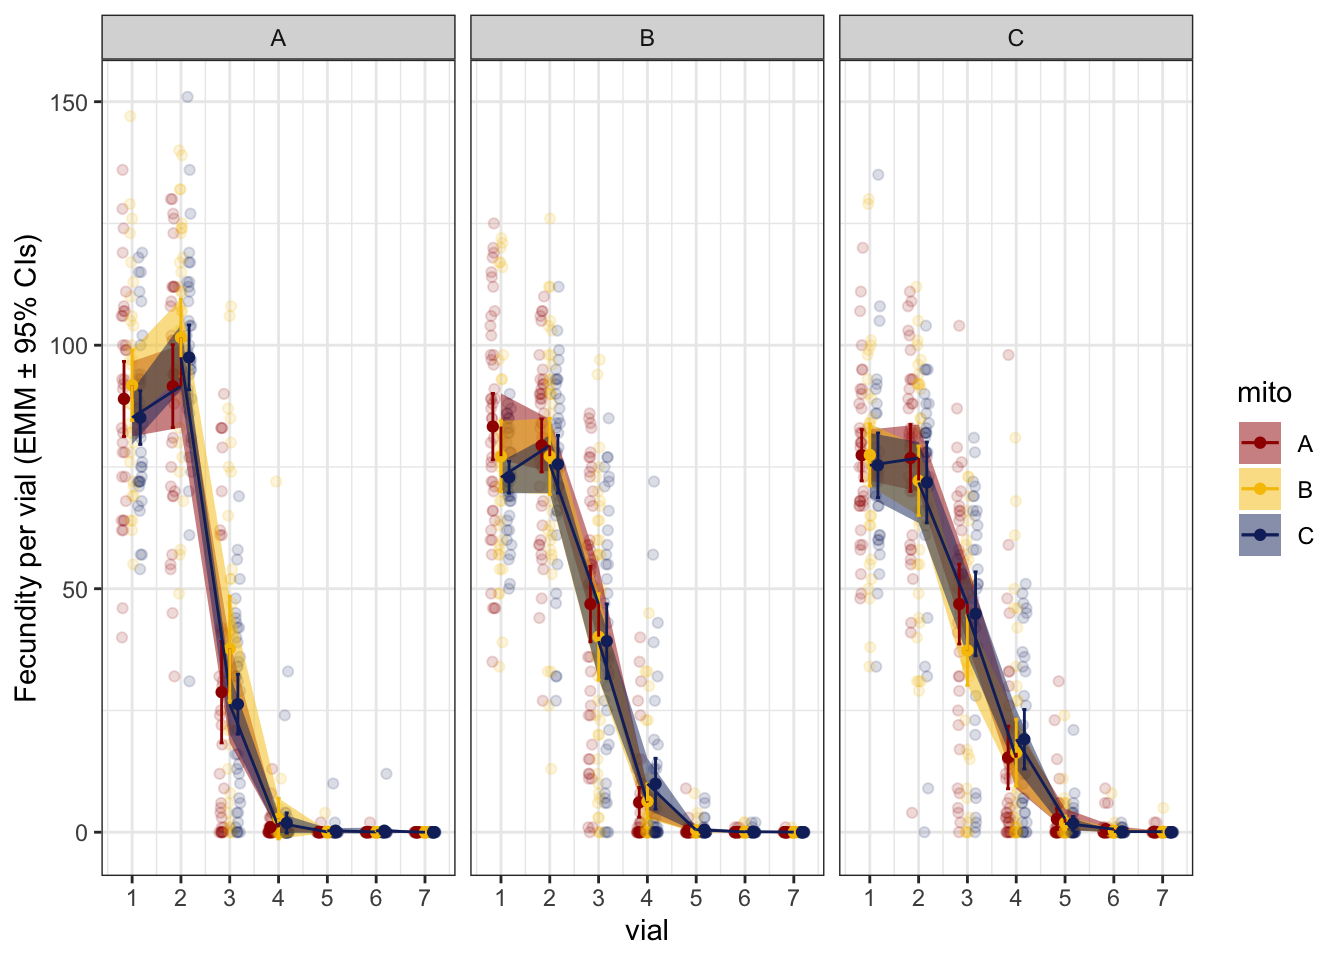 A B C
150
100
50
0
Fecundity per vial (EMM ± 95% CIs)
1 2 3 4 5 6 7 1 2 3 4 5 6 7 1 2 3 4 5 6 7
vial
mito
A
B
C